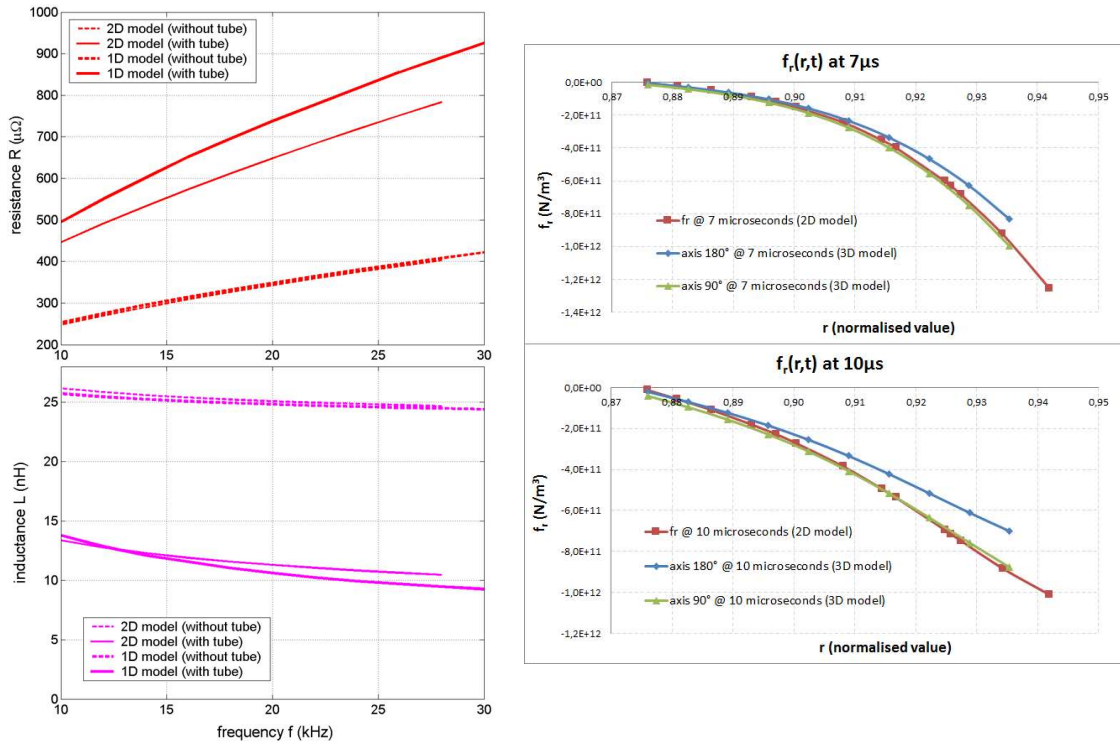 1000
900
800
700
600
500
400
300
200
resistance R (μΩ)
2D model (without tube)
2D model (with tube)
1D model (without tube)
1D model (with tube)
10 15 20 25 30
25
20
15
10
5
0
inductance L (nH)
2D model (without tube)
2D model (with tube)
1D model (without tube)
1D model (with tube)
10 15 20 25 30
frequency f (kHz)
fr(r,t) at 7μs
0,0E+00
-2,0E+11
-4,0E+11
-6,0E+11
-8,0E+11
-1,0E+12
-1,2E+12
-1,4E+12
0,87 0,88 0,89 0,90 0,91 0,92 0,93 0,94 0,95
fr (N/m³)
fr @ 7 microseconds (2D model)
axis 180° @ 7 microseconds (3D model)
axis 90° @ 7 microseconds (3D model)
r (normalised value)
fr(r,t) at 10μs
0,0E+00
-2,0E+11
-4,0E+11
-6,0E+11
-8,0E+11
-1,0E+12
-1,2E+12
0,87 0,88 0,89 0,90 0,91 0,92 0,93 0,94 0,95
fr (N/m³)
fr @ 10 microseconds (2D model)
axis 180° @ 10 microseconds (3D model)
axis 90° @ 10 microseconds (3D model)
r (normalised value)